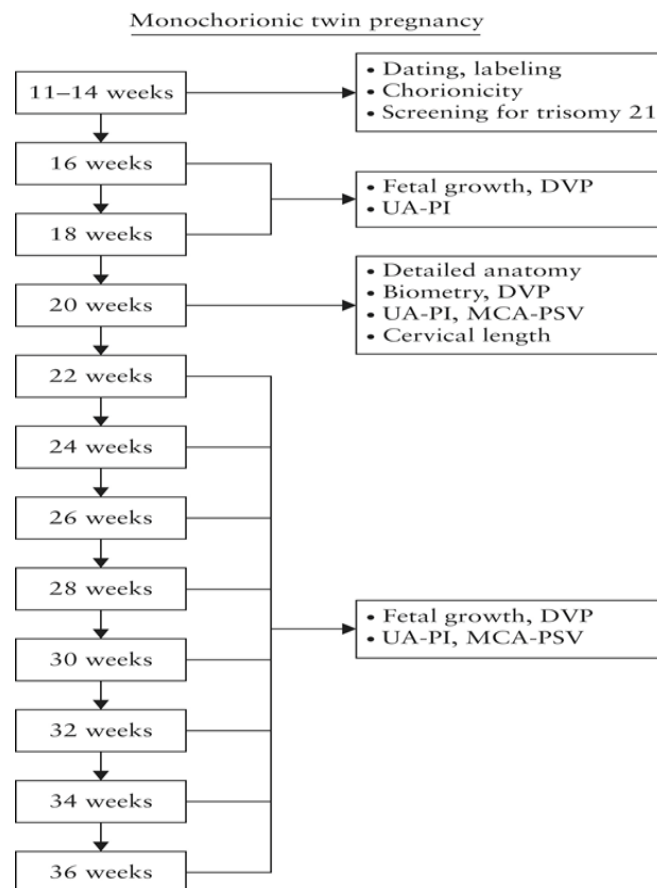 Monochorionic twin pregnancy
11–14 weeks
• Dating, labeling
• Chorionicity
• Screening for trisomy 21
16 weeks
18 weeks
• Fetal growth, DVP
• UA-PI
20 weeks
• Detailed anatomy
• Biometry, DVP
• UA-PI, MCA-PSV
• Cervical length
22 weeks
24 weeks
26 weeks
28 weeks
30 weeks
32 weeks
34 weeks
36 weeks
• Fetal growth, DVP
• UA-PI, MCA-PSV